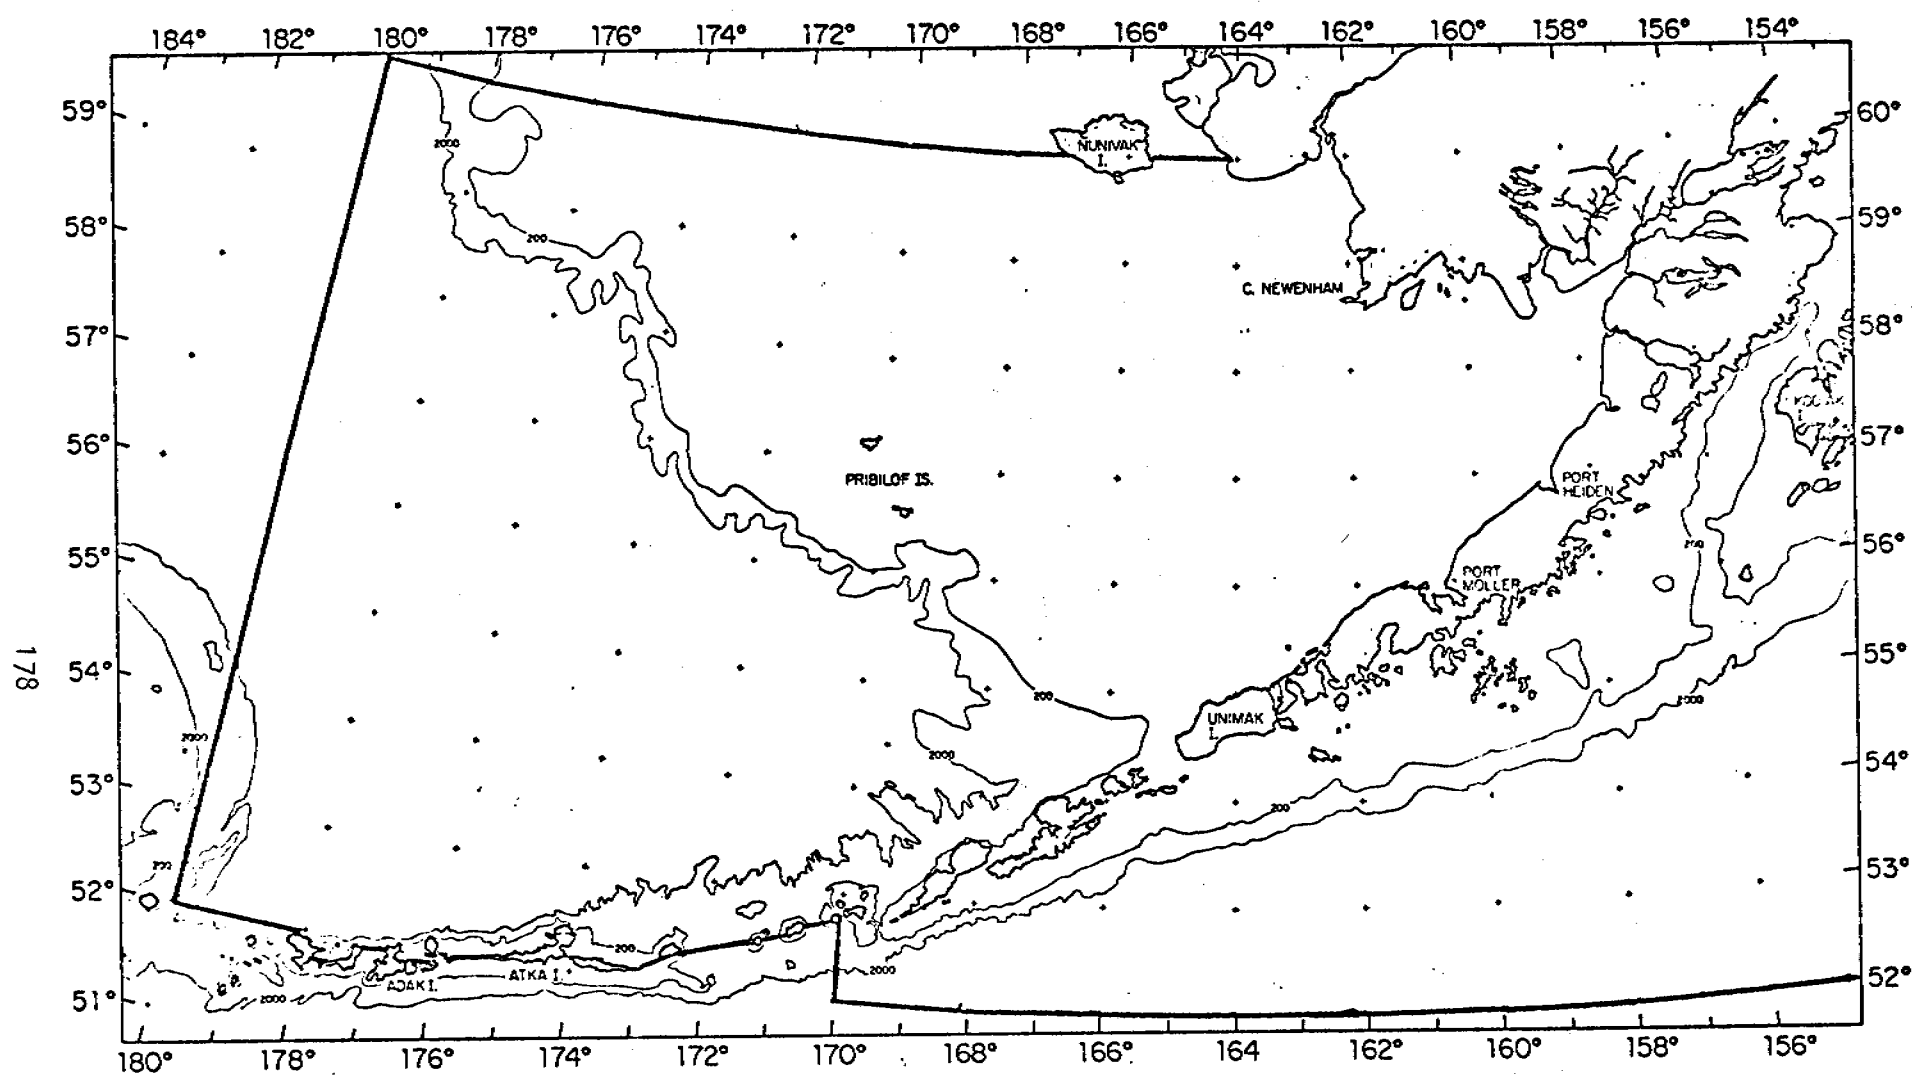 184° 182° 180° 178° 176° 174° 172° 170° 168° 166° 164° 162° 160° 158° 156° 154°
59° 60°
2000
NUNIVAK
I.
58° 59°
200
C. NEWENHAM
57° 58°
KODIAK
I.
56° 57°
PRIBILOF IS.
PORT
HEIDEN
55° 56°
200
PORT
MOLLER
178
54° 55°
200
2000
UNIMAK
I.
2000
2000
53° 54°
200
200
52° 53°
200
ADAK I.
ATKA I.
2000
51° 52°
2000
180° 178° 176° 174° 172° 170° 168° 166° 164 162° 160° 158° 156°